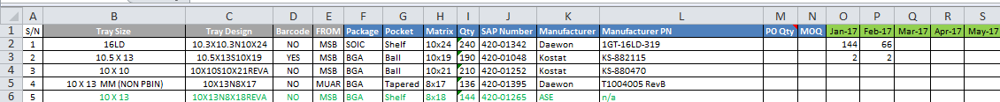 A B C D E F G H I J K L M N O P Q R S
1 S/N Tray Size Tray Design Barcode FROM Package Pocket Matrix Qty SAP Number Manufacturer Manufacturer PN PO Qty MOQ Jan-17 Feb-17 Mar-17 Apr-17 May-17
2 1 16LD 10.3X10.3N10X24 NO MSB SOIC Shelf 10x24 240 420-01342 Daewon 1GT-16LD-319 144 66
3 2 10.5 X 13 10.5X13S10X19 YES MSB BGA Ball 10x19 190 420-01048 Kostat KS-882115 2 2
4 3 10 X 10 10X10S10X21REVA NO MSB BGA Ball 10x21 210 420-01252 Kostat KS-880470
5 4 10 X 13 MM (NON PBIN) 10X13N8X17 NO MUAR BGA Tapered 8x17 136 420-01395 Daewon T1004005 RevB
6 5 10 X 13 10X13N8X18REVA NO MSB BGA Shelf 8x18 144 420-01265 ASE n/a